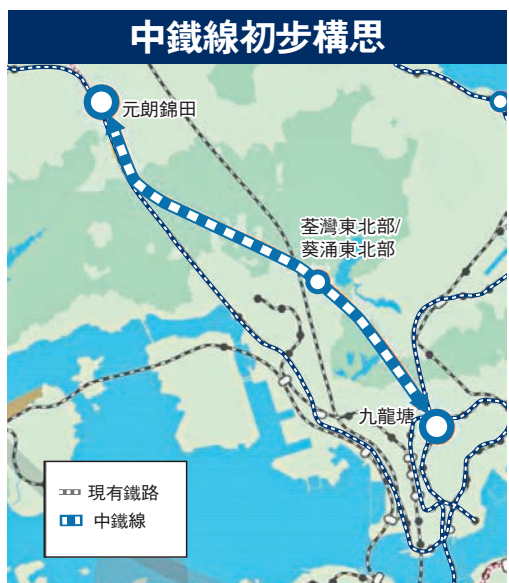 中鐵線初步構思
元朗錦田
荃灣東北部/
葵涌東北部
九龍塘
現有鐵路
中鐵線